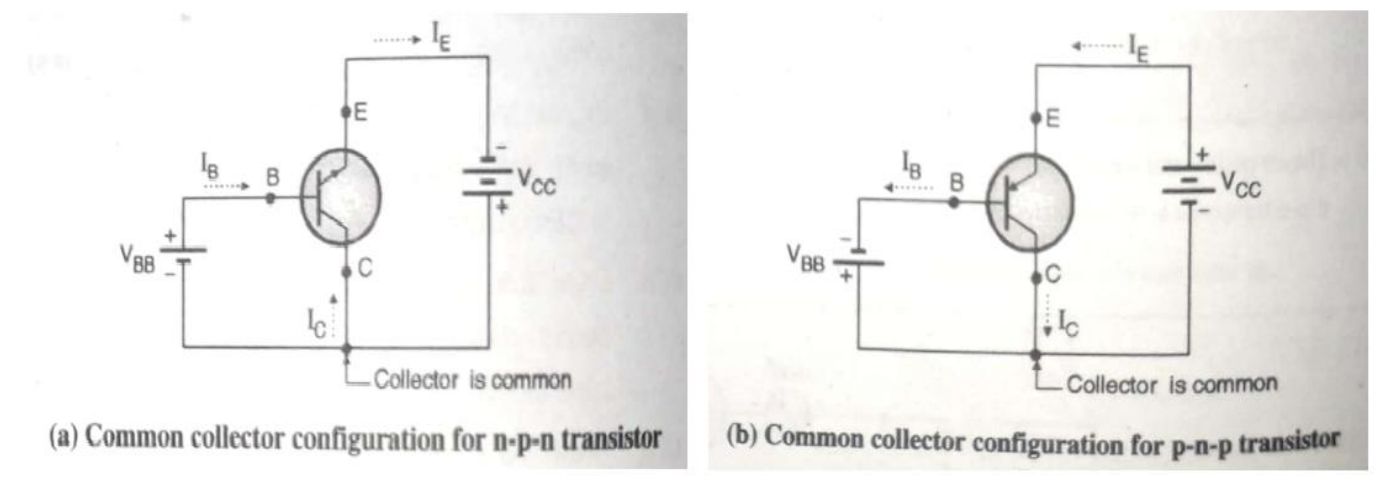 I_E
E
I_B
B
-
V_CC
+
+
V_BB
-
C
I_C
Collector is common
(a) Common collector configuration for n-p-n transistor
I_E
E
I_B
B
+
V_CC
-
-
V_BB
+
C
I_C
Collector is common
(b) Common collector configuration for p-n-p transistor